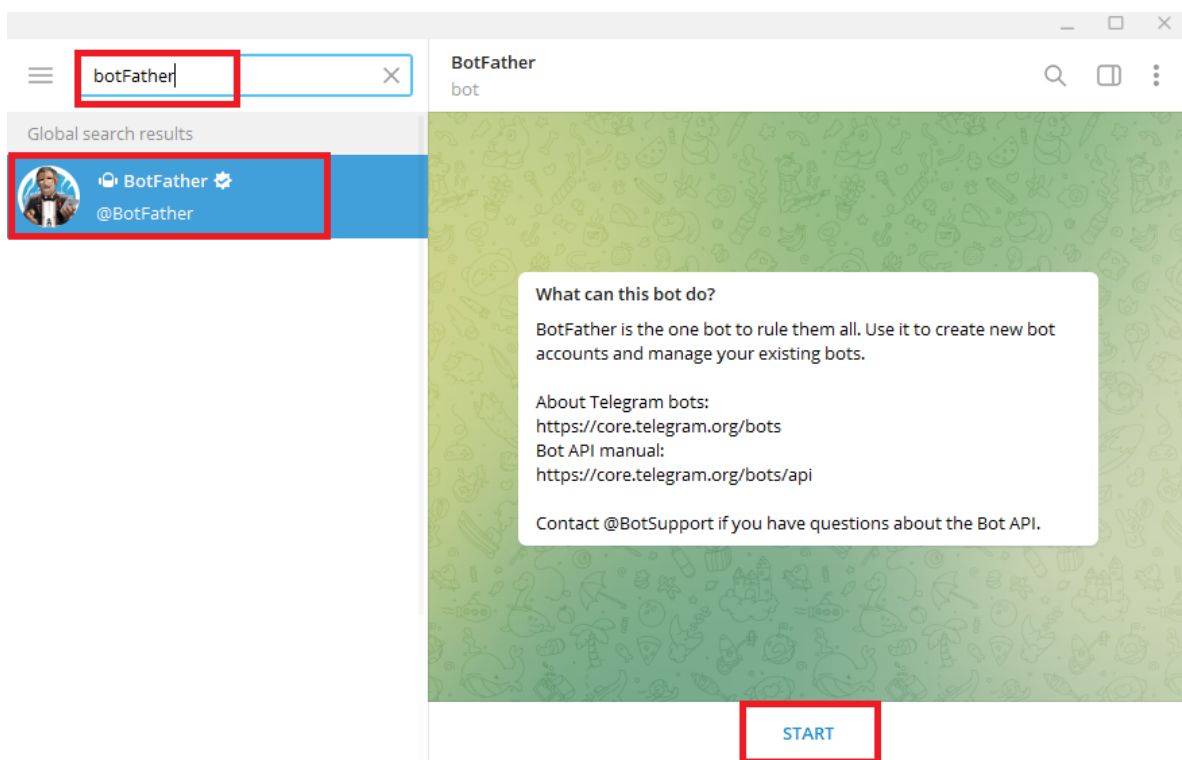 botFather
Global search results
BotFather
@BotFather
BotFather
bot
What can this bot do?
BotFather is the one bot to rule them all. Use it to create new bot
accounts and manage your existing bots.
About Telegram bots:
https://core.telegram.org/bots
Bot API manual:
https://core.telegram.org/bots/api
Contact @BotSupport if you have questions about the Bot API.
START